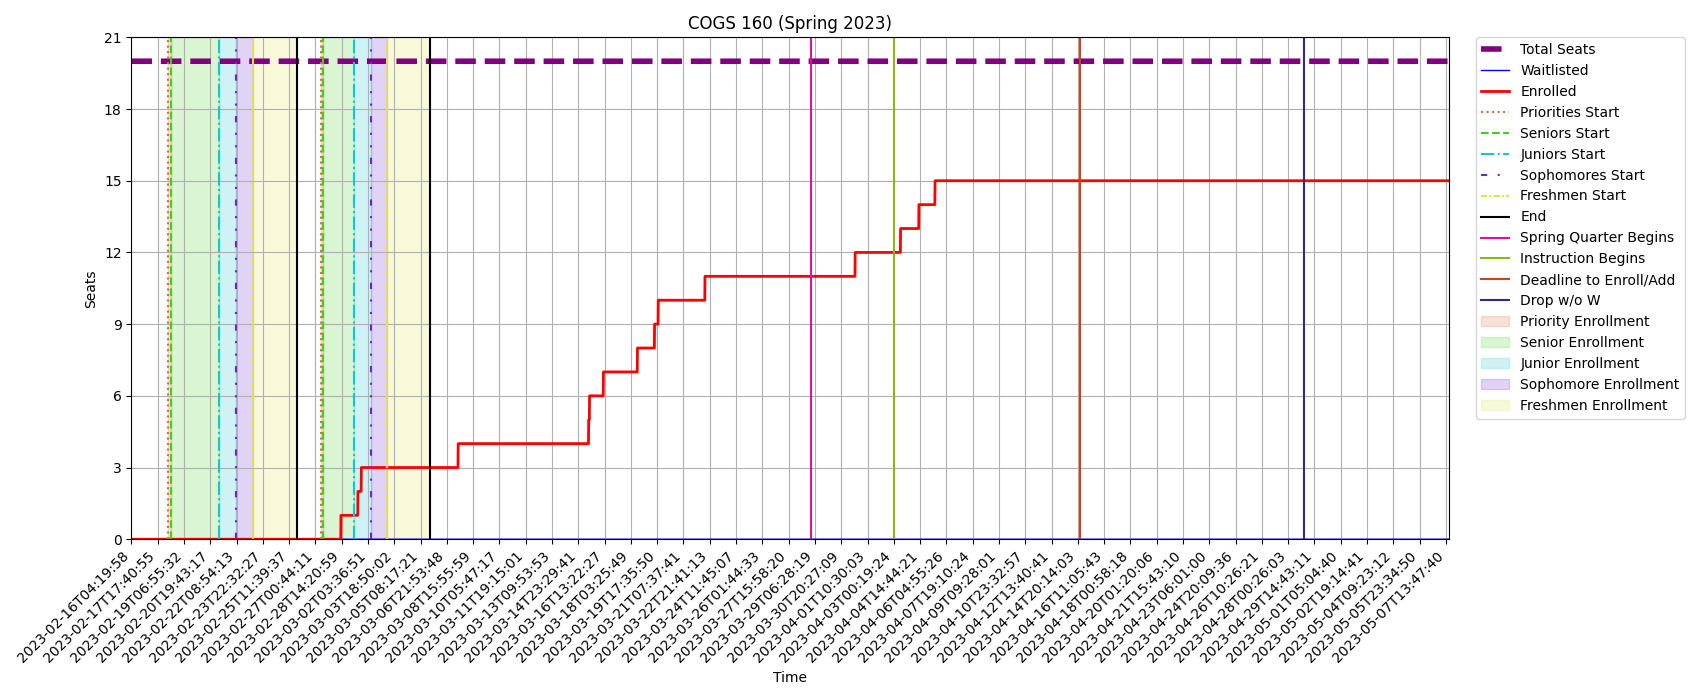 COGS 160 (Spring 2023)
Seats
21
18
15
12
9
6
3
0
2023-02-16T04:19:58
2023-02-17T17:40:55
2023-02-19T06:55:32
2023-02-20T19:43:17
2023-02-22T08:54:13
2023-02-23T22:32:27
2023-02-25T11:39:37
2023-02-27T00:44:11
2023-02-28T14:20:59
2023-03-02T03:36:51
2023-03-03T18:50:02
2023-03-05T08:17:21
2023-03-06T21:53:48
2023-03-08T15:55:59
2023-03-10T05:47:17
2023-03-11T19:15:01
2023-03-13T09:53:53
2023-03-14T23:29:41
2023-03-16T13:22:27
2023-03-18T03:25:49
2023-03-19T17:35:50
2023-03-21T07:37:41
2023-03-22T21:41:13
2023-03-24T11:45:07
2023-03-26T01:44:33
2023-03-27T15:58:20
2023-03-29T06:28:19
2023-03-30T20:27:09
2023-04-01T10:30:03
2023-04-03T00:19:24
2023-04-04T14:44:21
2023-04-06T04:55:26
2023-04-07T19:10:24
2023-04-09T09:28:01
2023-04-10T23:32:57
2023-04-12T13:40:41
2023-04-14T20:14:03
2023-04-16T11:05:43
2023-04-18T00:58:18
2023-04-20T01:20:06
2023-04-21T15:43:10
2023-04-23T06:01:00
2023-04-24T20:09:36
2023-04-26T10:26:21
2023-04-28T00:26:03
2023-04-29T14:43:11
2023-05-01T05:04:40
2023-05-02T19:14:41
2023-05-04T09:23:12
2023-05-05T23:34:50
2023-05-07T13:47:40
Time
Total Seats
Waitlisted
Enrolled
Priorities Start
Seniors Start
Juniors Start
Sophomores Start
Freshmen Start
End
Spring Quarter Begins
Instruction Begins
Deadline to Enroll/Add
Drop w/o W
Priority Enrollment
Senior Enrollment
Junior Enrollment
Sophomore Enrollment
Freshmen Enrollment